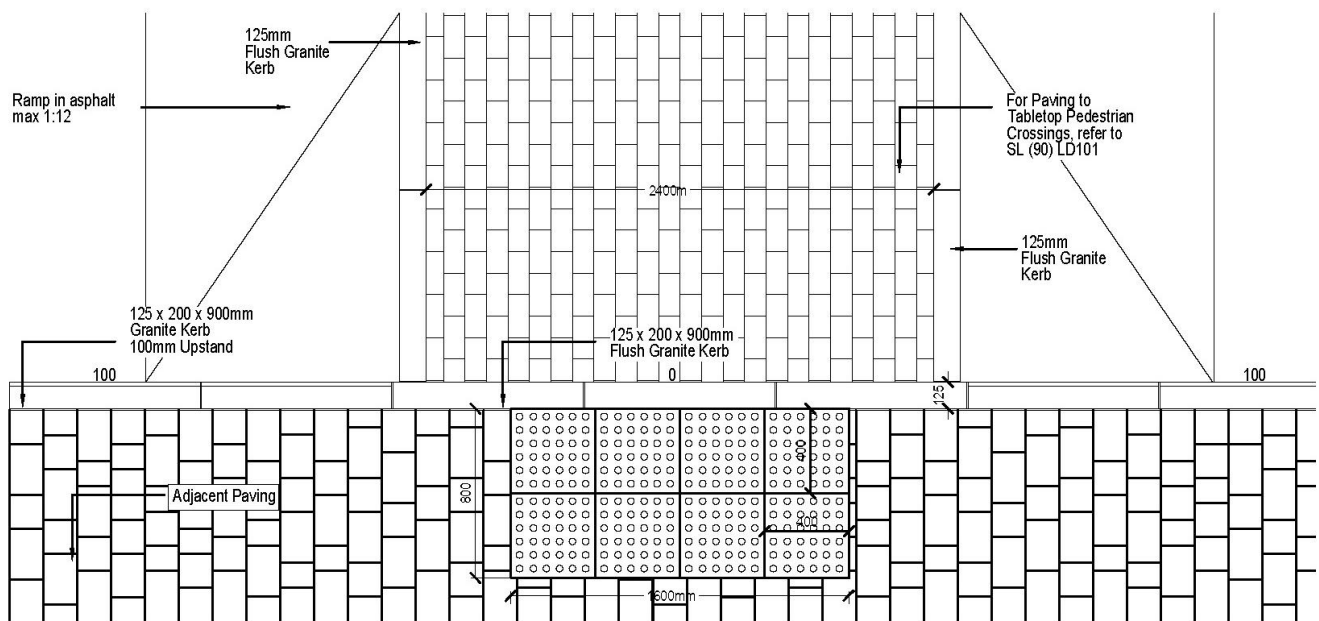 125mm
Flush Granite
Kerb
Ramp in asphalt
max 1:12
For Paving to
Tabletop Pedestrian
Crossings, refer to
SL (90) LD101
2400m
125mm
Flush Granite
Kerb
125 x 200 x 900mm
Granite Kerb
100mm Upstand
125 x 200 x 900mm
Flush Granite Kerb
100
0
100
125
400
800
Adjacent Paving
400
1600mm